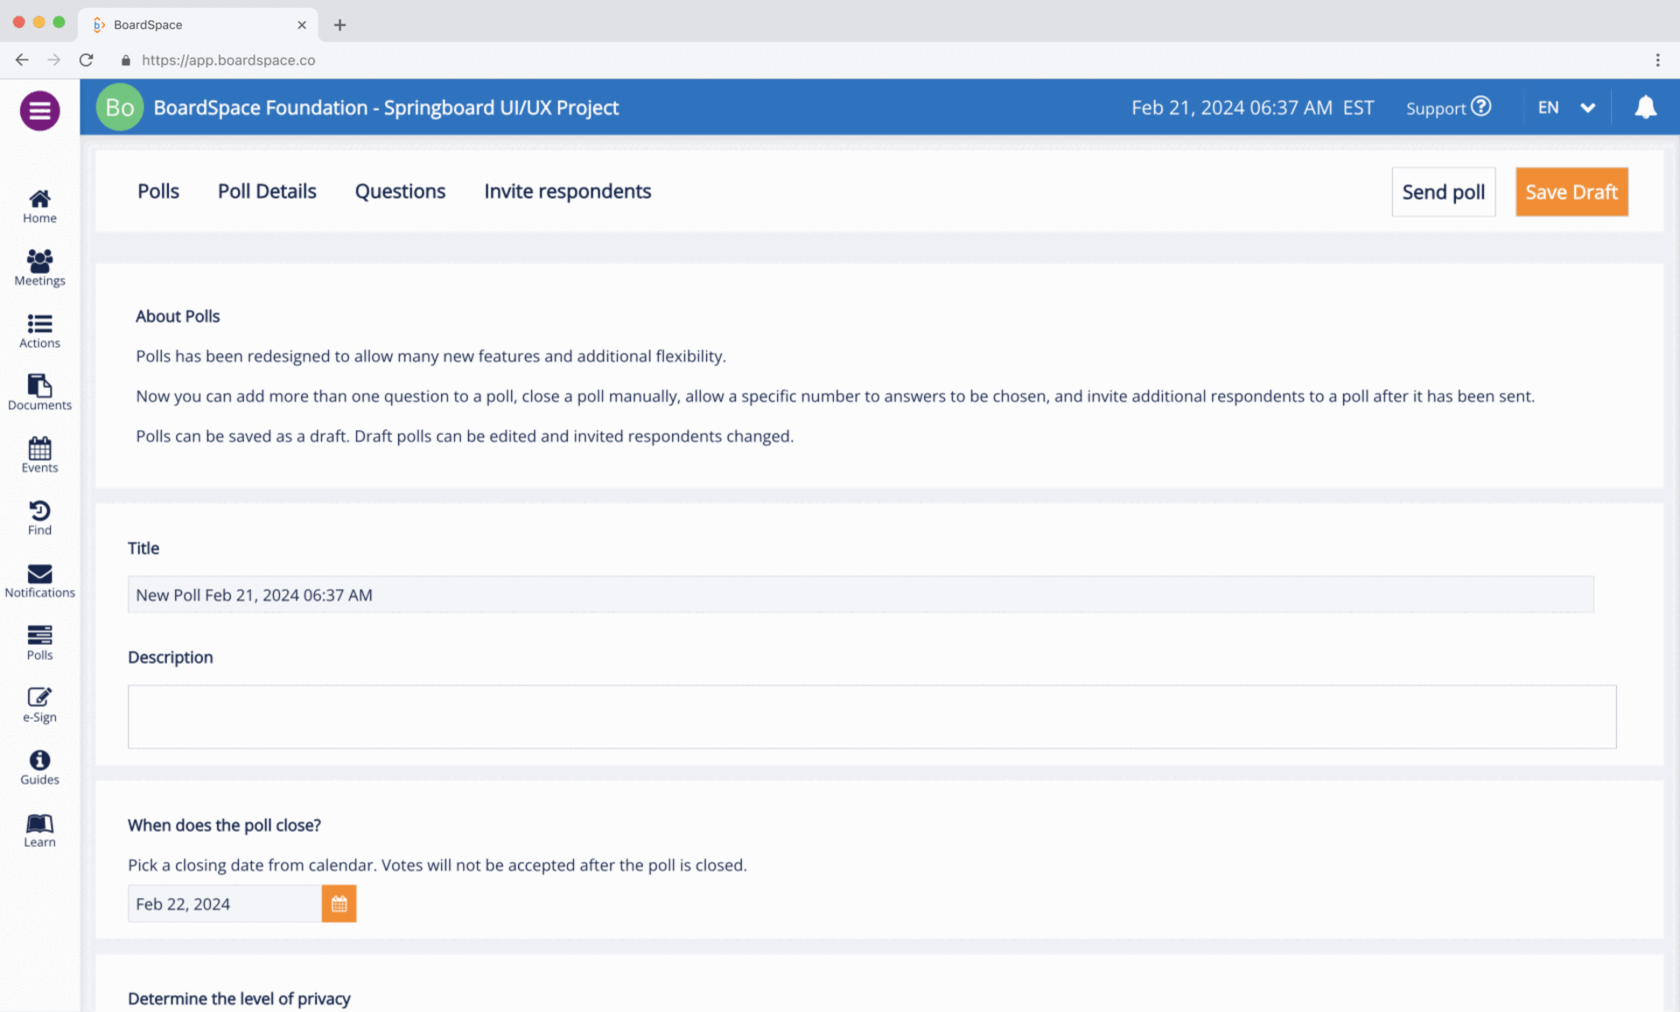 BoardSpace
https://app.boardspace.co
Bo BoardSpace Foundation - Springboard UI/UX Project Feb 21, 2024 06:37 AM EST Support EN
Polls Poll Details Questions Invite respondents Send poll Save Draft
Home
Meetings
Actions
Documents
Events
Find
Notifications
Polls
e-Sign
Guides
Learn
About Polls
Polls has been redesigned to allow many new features and additional flexibility.
Now you can add more than one question to a poll, close a poll manually, allow a specific number to answers to be chosen, and invite additional respondents to a poll after it has been sent.
Polls can be saved as a draft. Draft polls can be edited and invited respondents changed.
Title
New Poll Feb 21, 2024 06:37 AM
Description
When does the poll close?
Pick a closing date from calendar. Votes will not be accepted after the poll is closed.
Feb 22, 2024
Determine the level of privacy